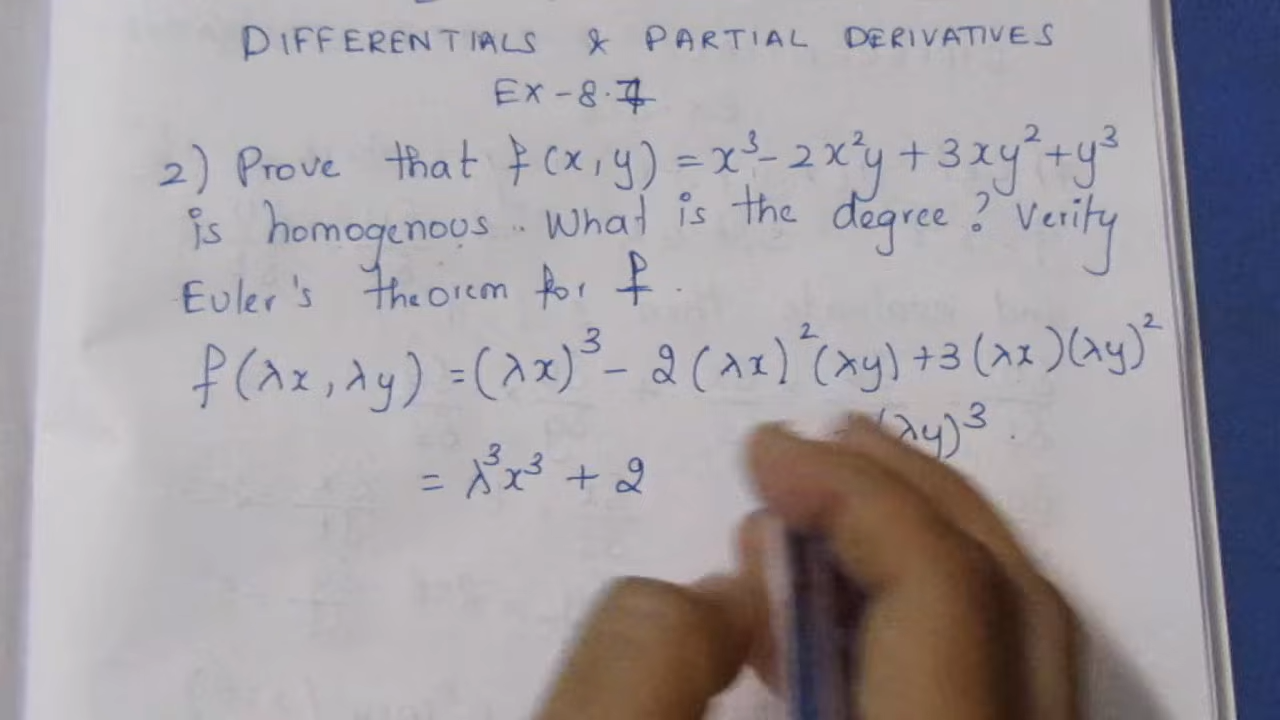 DIFFERENTIALS & PARTIAL DERIVATIVES
EX-8.7
2) Prove that f(x,y) = x³-2x²y+3xy²+y³
is homogenous. What is the degree? Verify
Euler's theorem for f.
f(λx, λy) = (λx)³ - 2(λx)²(λy)+3(λx)(λy)²
(λy)³.
= λ³x³ + 2